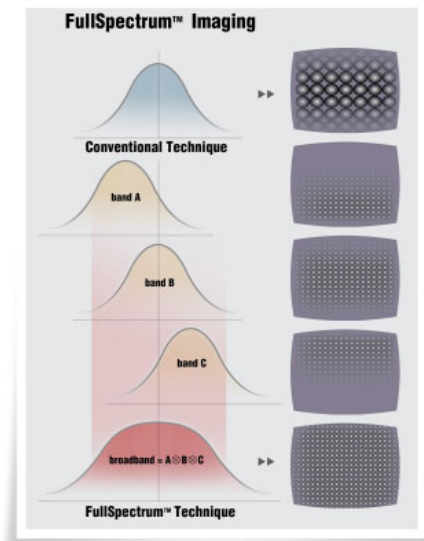 FullSpectrum™ Imaging
Conventional Technique
band A
band B
band C
broadband = A⊗B⊗C
FullSpectrum™ Technique